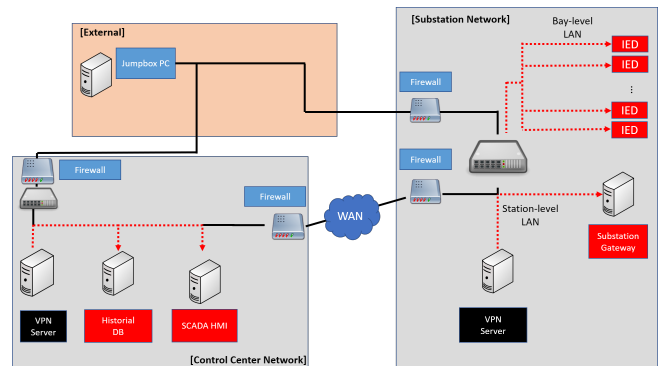 [External]
Jumpbox PC
[Substation Network]
Bay-level
LAN
IED
IED
⋮
IED
IED
Firewall
Firewall
Firewall
Firewall
WAN
Station-level
LAN
Substation
Gateway
VPN
Server
VPN
Server
Historial
DB
SCADA HMI
[Control Center Network]